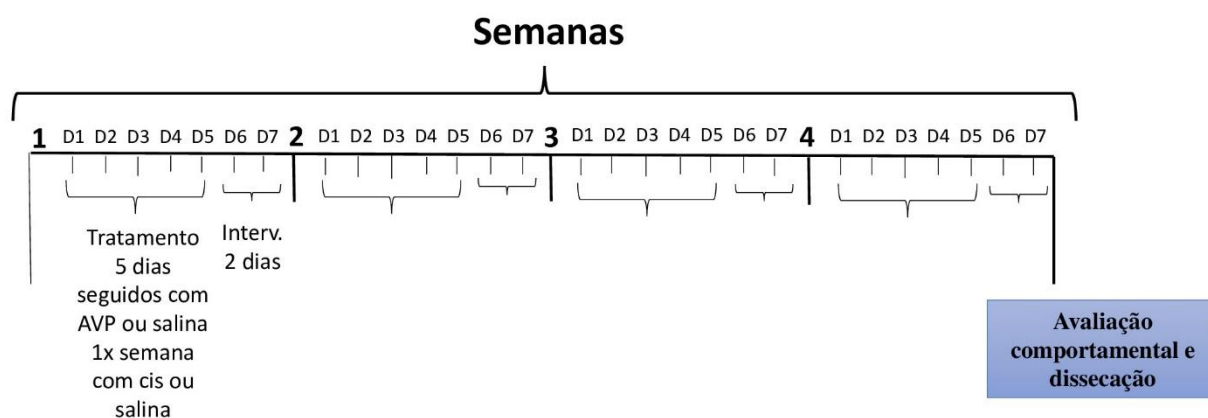 Semanas
1 D1 D2 D3 D4 D5 D6 D7 2 D1 D2 D3 D4 D5 D6 D7 3 D1 D2 D3 D4 D5 D6 D7 4 D1 D2 D3 D4 D5 D6 D7
Tratamento
5 dias
seguidos com
AVP ou salina
1x semana
com cis ou
salina
Interv.
2 dias
Avaliação
comportamental e
dissecação